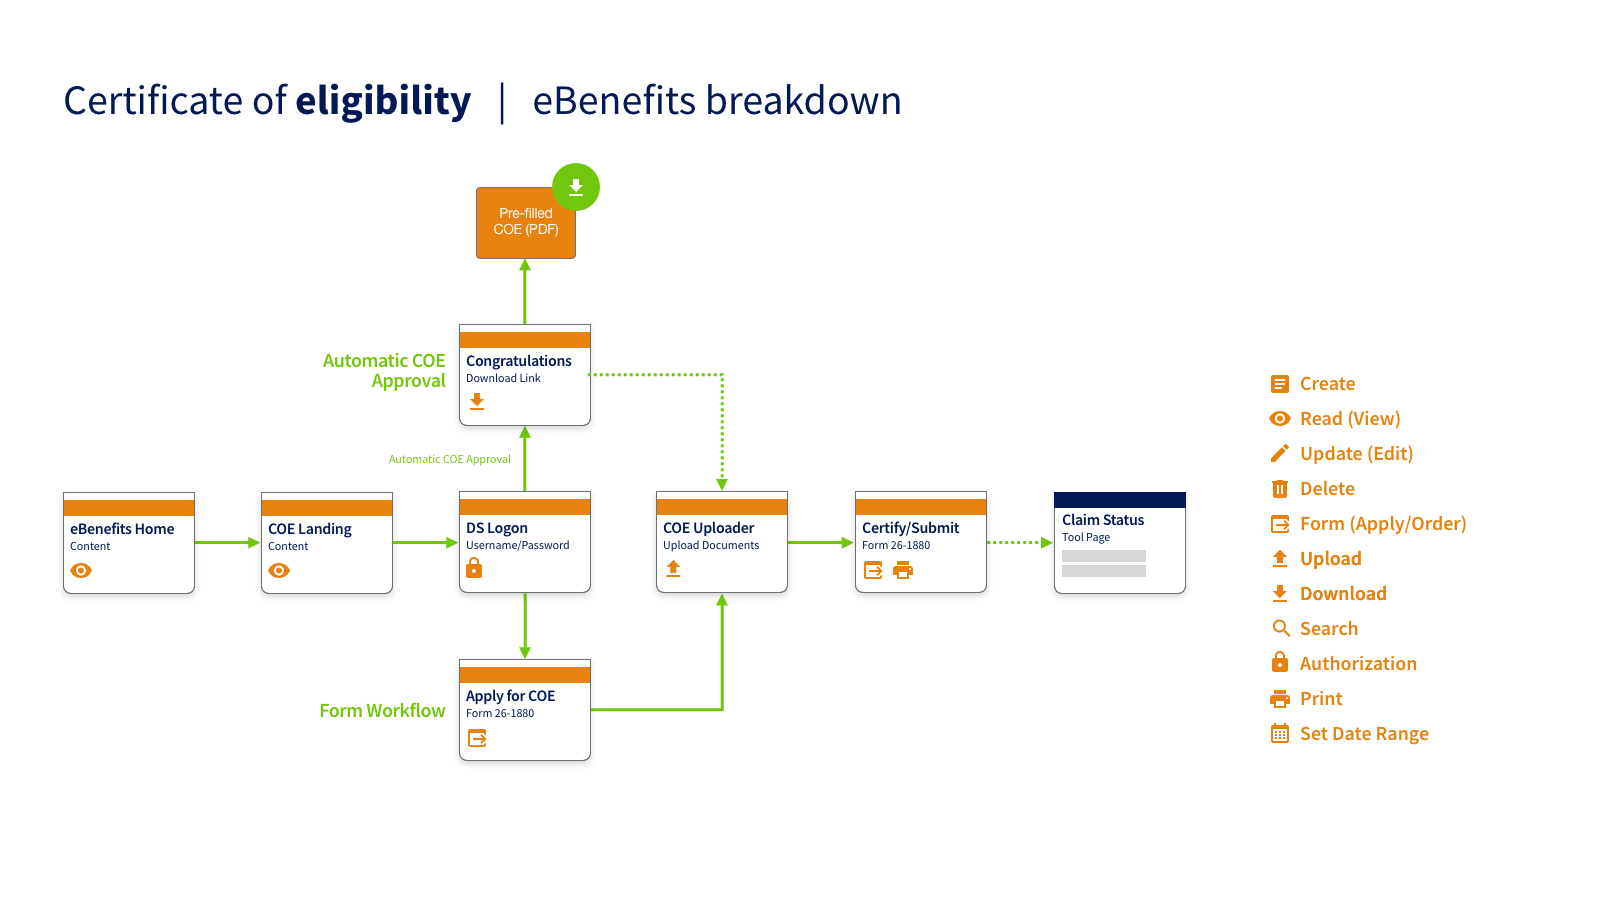 Certificate of eligibility | eBenefits breakdown
Pre-filled
COE (PDF)
Automatic COE
Approval
Congratulations
Download Link
Automatic COE Approval
eBenefits Home
Content
COE Landing
Content
DS Logon
Username/Password
COE Uploader
Upload Documents
Certify/Submit
Form 26-1880
Claim Status
Tool Page
Form Workflow
Apply for COE
Form 26-1880
Create
Read (View)
Update (Edit)
Delete
Form (Apply/Order)
Upload
Download
Search
Authorization
Print
Set Date Range